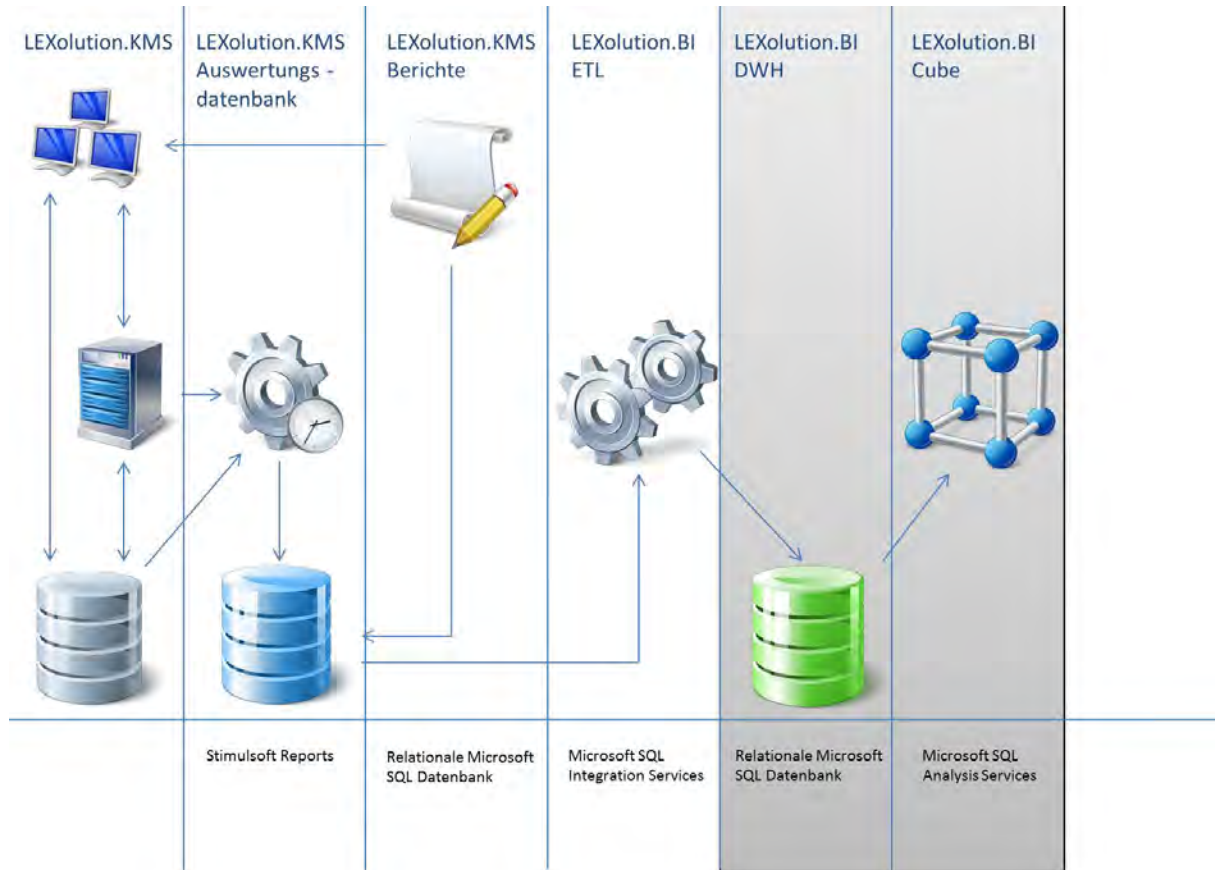 LEXolution.KMS
LEXolution.KMS
Auswertungs -
datenbank
LEXolution.KMS
Berichte
LEXolution.BI
ETL
LEXolution.BI
DWH
LEXolution.BI
Cube
Stimulsoft Reports
Relationale Microsoft
SQL Datenbank
Microsoft SQL
Integration Services
Relationale Microsoft
SQL Datenbank
Microsoft SQL
Analysis Services